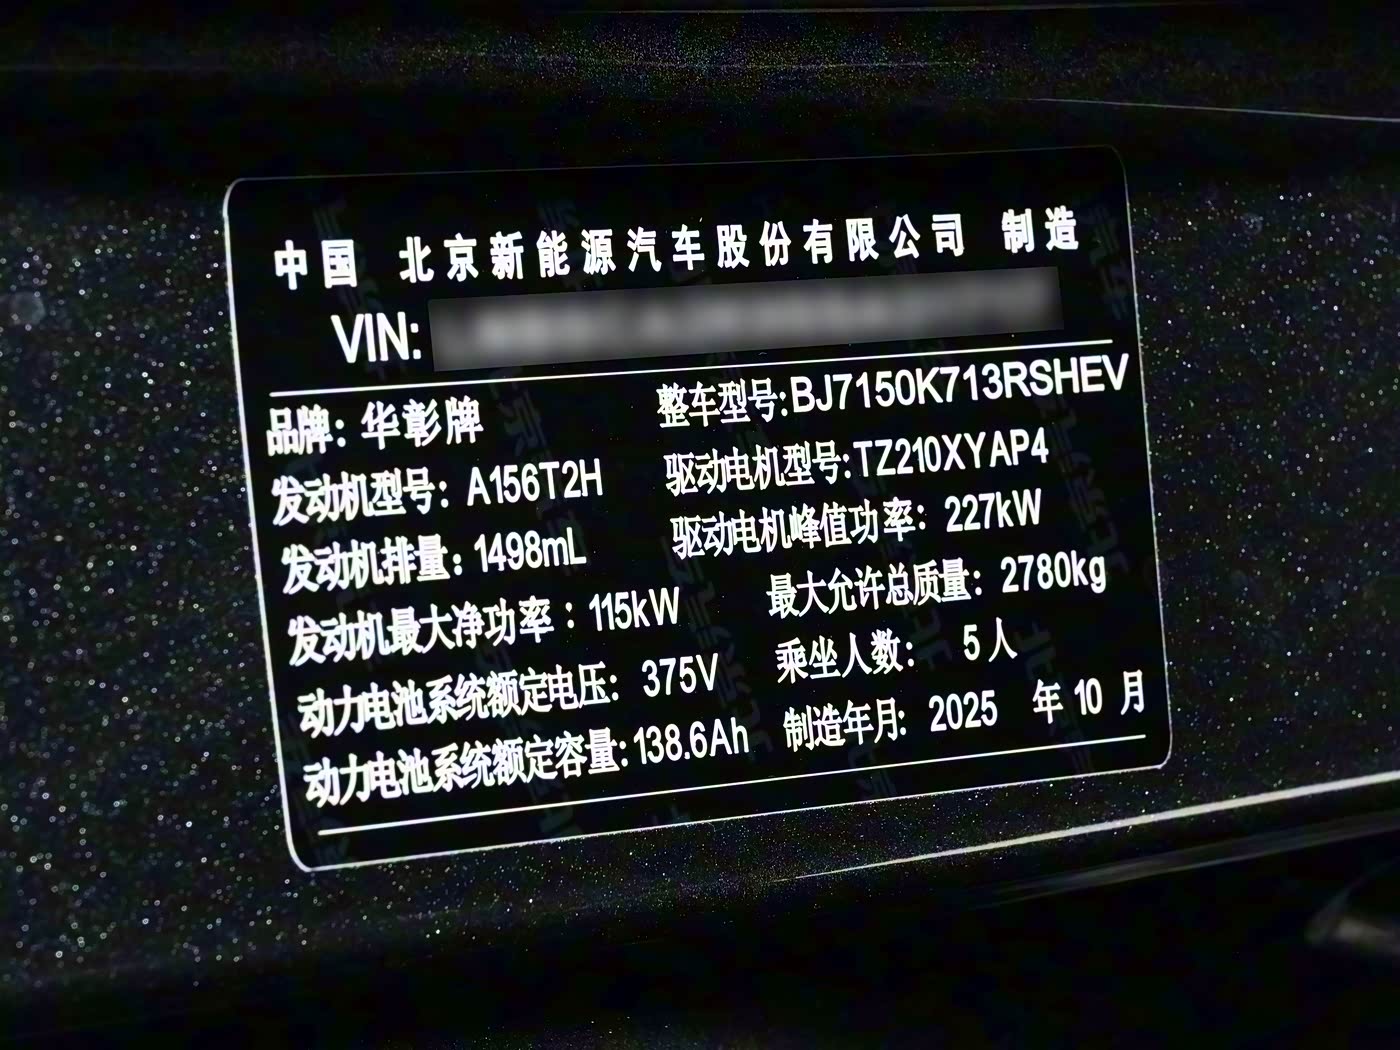 中国 北京新能源汽车股份有限公司 制造
VIN:
品牌：华彰牌 整车型号:BJ7150K713RSHEV
发动机型号：A156T2H 驱动电机型号:TZ210XYAP4
发动机排量：1498mL 驱动电机峰值功率：227kW
发动机最大净功率：115kW 最大允许总质量：2780kg
动力电池系统额定电压：375V 乘坐人数：5人
动力电池系统额定容量:138.6Ah 制造年月：2025 年 10 月